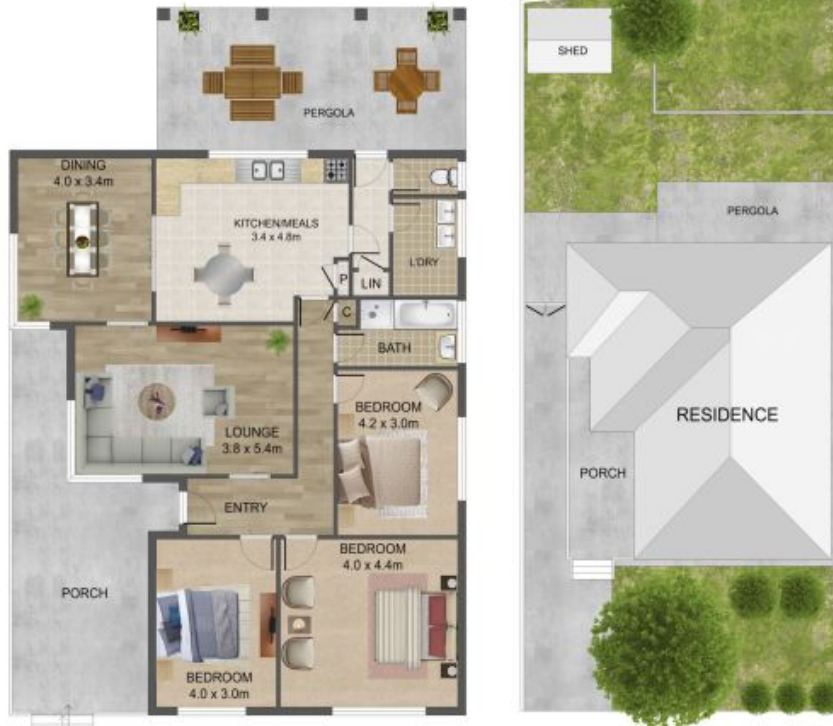 PERGOLA
DINING
4.0 x 3.4m
KITCHEN/MEALS
3.4 x 4.8m
L'DRY
P
LIN
C
BATH
LOUNGE
3.8 x 5.4m
BEDROOM
4.2 x 3.0m
ENTRY
BEDROOM
4.0 x 4.4m
PORCH
BEDROOM
4.0 x 3.0m
SHED
PERGOLA
RESIDENCE
PORCH